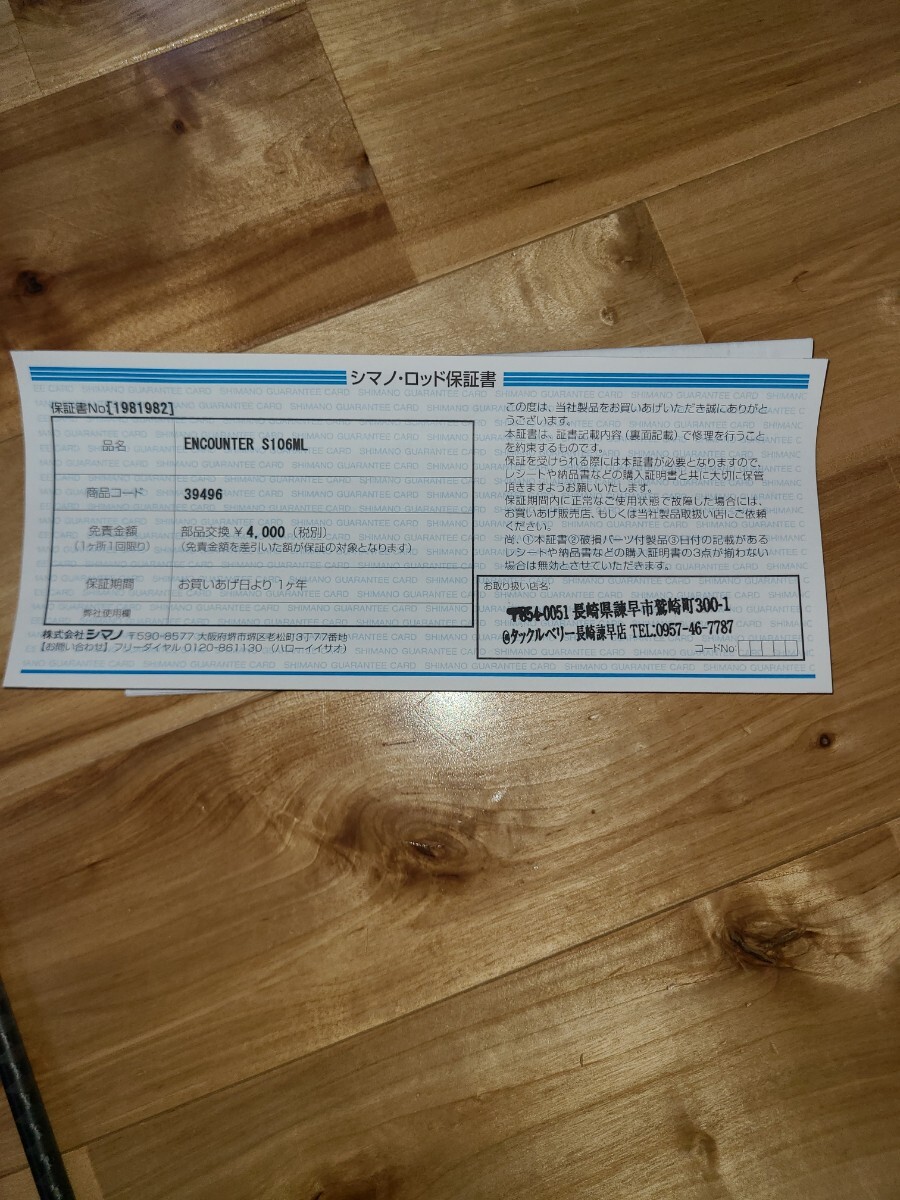 シマノ・ロッド保証書
保証書No[1981982]
品名 ENCOUNTER S106ML
商品コード 39496
免責金額 部品交換 ¥4,000 (税別)
(1ヶ所1回限り) (免責金額を差引いた額が保証の対象となります)
保証期間 お買いあげ日より 1ヶ年
弊社使用欄
株式会社シマノ 〒590-8577 大阪府堺市堺区老松町3丁77番地
【お問い合わせ】フリーダイヤル 0120-861130 (ハローイイサオ)
この度は、当社製品をお買いあげいただき誠にありがと
うございます。
本証書は、証書記載内容(裏面記載)で修理を行うこと
を約束するものです。
保証を受けられる際には本証書が必要となりますので、
レシートや納品書などの購入証明書と共に大切に保管
頂きますようお願いいたします。
保証期間内に正常なご使用状態で故障した場合には、
お買いあげ販売店、もしくは当社製品取扱い店にご依頼
ください。
尚、①本証書②破損パーツ付製品③日付の記載がある
レシートや納品書などの購入証明書の3点が揃わない
場合は無効とさせていただきます。
お取り扱い店名:
〒854-0051 長崎県諫早市鷲崎町300-1
@タックルベリー長崎諫早店 TEL:0957-46-7787
コードNo:
SHIMANO GUARANTEE CARD